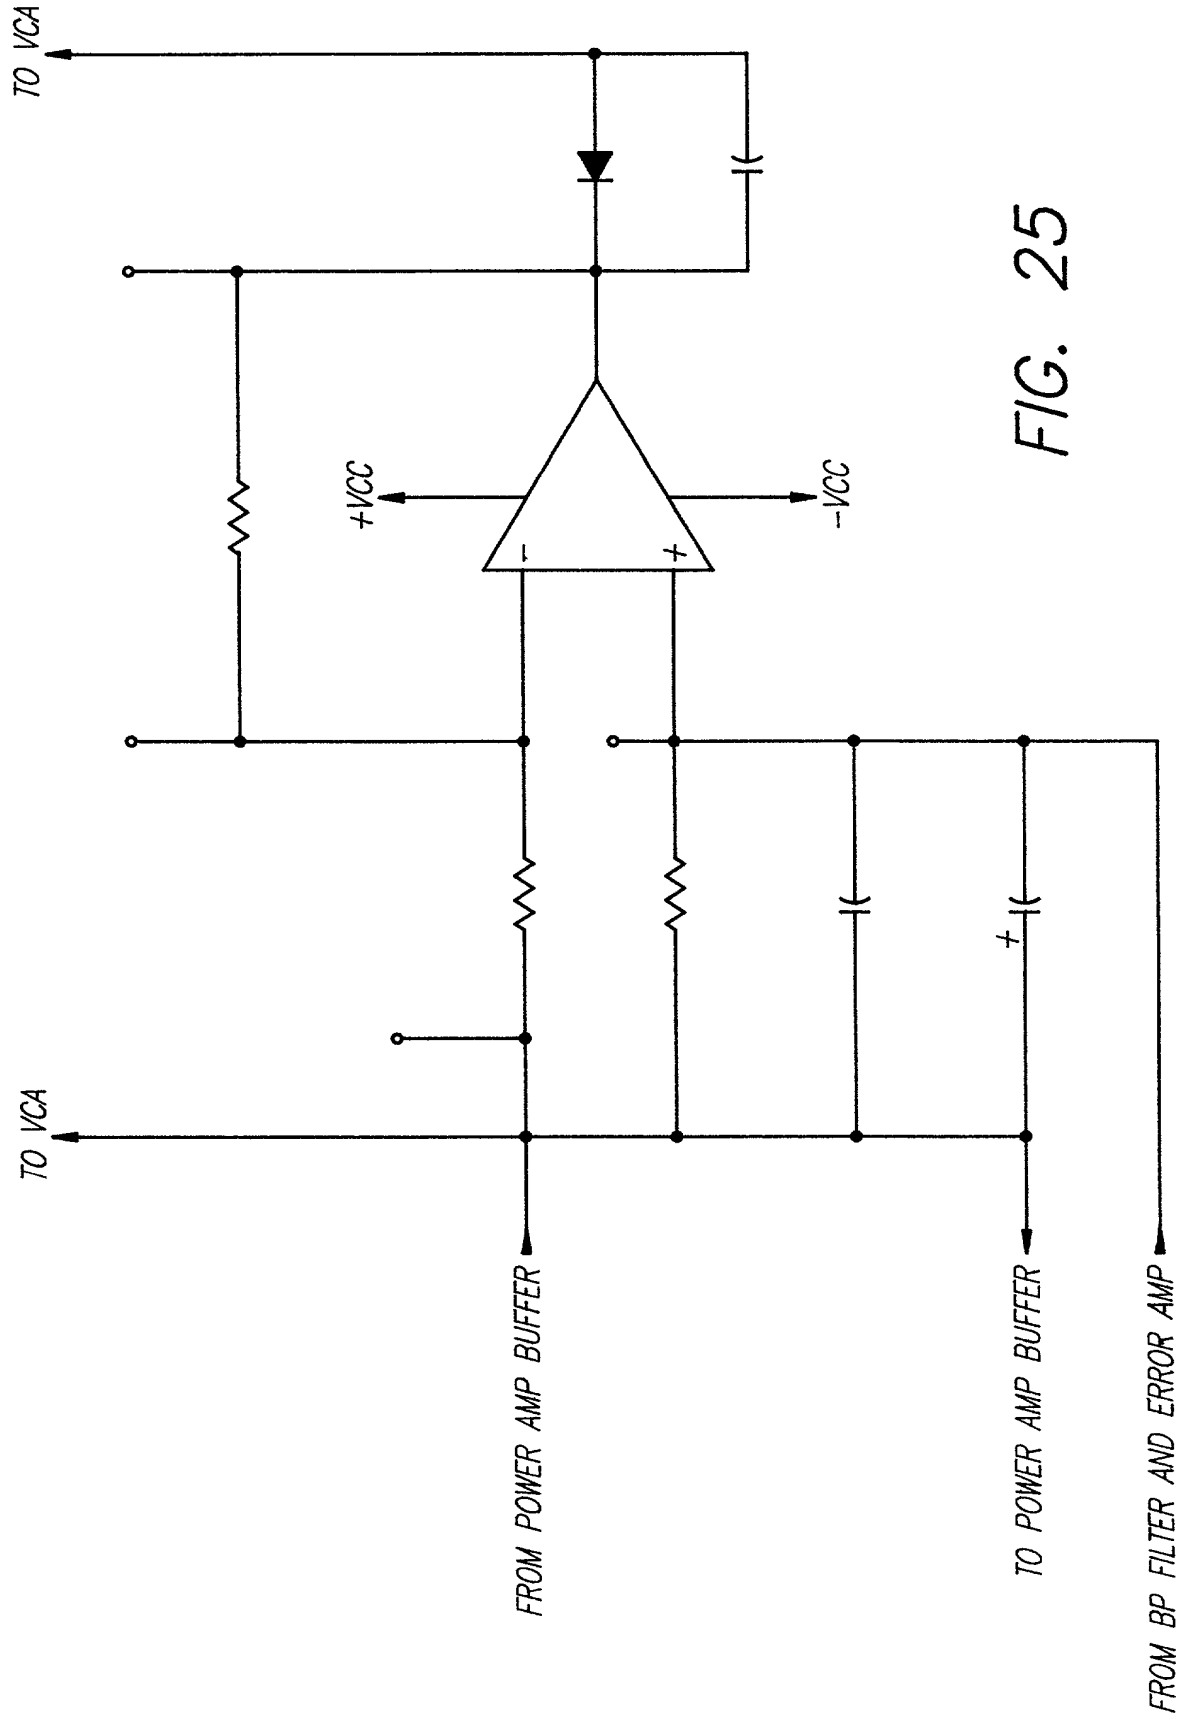 TO VCA
TO VCA
+VCC
-
+
-VCC
+
FROM POWER AMP BUFFER
TO POWER AMP BUFFER
FROM BP FILTER AND ERROR AMP
FIG. 25